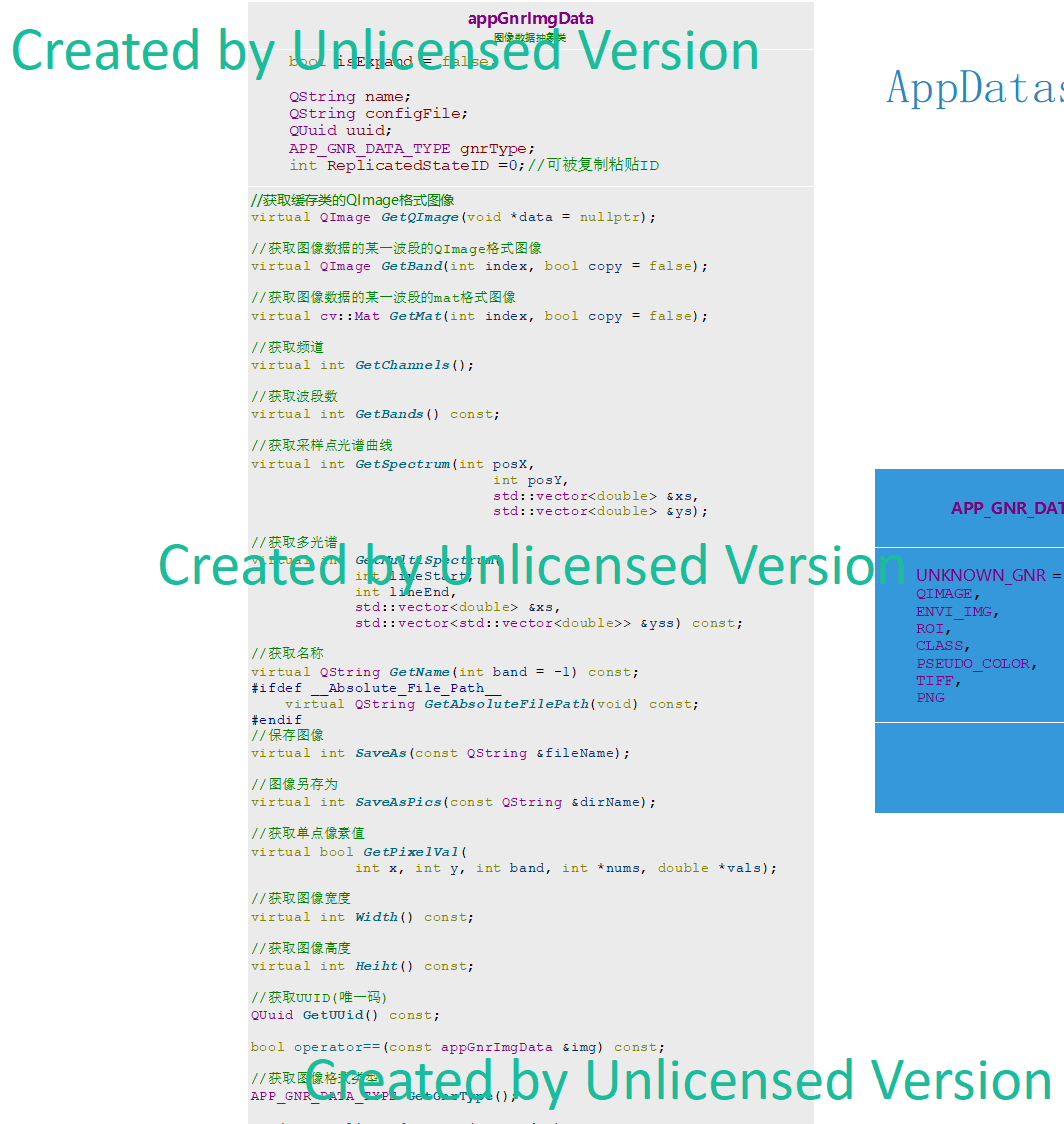 appGnrImgData
图像数据抽象类
Created by Unlicensed Version
bool isExpand = false;
AppDatas
QString name;
QString configFile;
QUuid uuid;
APP_GNR_DATA_TYPE gnrType;
int ReplicatedStateID =0;//可被复制粘贴ID
//获取缓存类的QImage格式图像
virtual QImage GetQImage(void *data = nullptr);
//获取图像数据的某一波段的QImage格式图像
virtual QImage GetBand(int index, bool copy = false);
//获取图像数据的某一波段的mat格式图像
virtual cv::Mat GetMat(int index, bool copy = false);
//获取频道
virtual int GetChannels();
//获取波段数
virtual int GetBands() const;
//获取采样点光谱曲线
virtual int GetSpectrum(int posX,
int posY,
std::vector<double> &xs,
std::vector<double> &ys);
//获取多光谱
virtual int GetMultiSpectrum(
int lineStart,
int lineEnd,
std::vector<double> &xs,
std::vector<std::vector<double>> &yss) const;
Created by Unlicensed Version
//获取名称
virtual QString GetName(int band = -1) const;
#ifdef __Absolute_File_Path__
virtual QString GetAbsoluteFilePath(void) const;
#endif
//保存图像
virtual int SaveAs(const QString &fileName);
//图像另存为
virtual int SaveAsPics(const QString &dirName);
//获取单点像素值
virtual bool GetPixelVal(
int x, int y, int band, int *nums, double *vals);
//获取图像宽度
virtual int Width() const;
//获取图像高度
virtual int Heiht() const;
//获取UUID(唯一码)
QUuid GetUUid() const;
bool operator==(const appGnrImgData &img) const;
//获取图像格式类型
APP_GNR_DATA_TYPE GetGnrType();
Created by Unlicensed Version
APP_GNR_DAT
UNKNOWN_GNR =
QIMAGE,
ENVI_IMG,
ROI,
CLASS,
PSEUDO_COLOR,
TIFF,
PNG